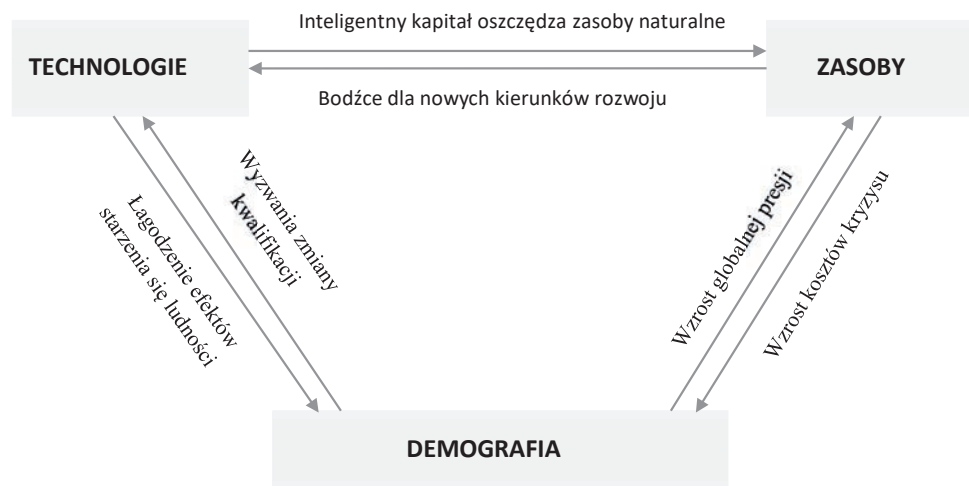 Inteligentny kapitał oszczędza zasoby naturalne
TECHNOLOGIE
ZASOBY
Bodźce dla nowych kierunków rozwoju
Wyzwania zmiany
kwalifikacji
Łagodzenie efektów
starzenia się ludności
Wzrost globalnej presji
Wzrost kosztów kryzysu
DEMOGRAFIA